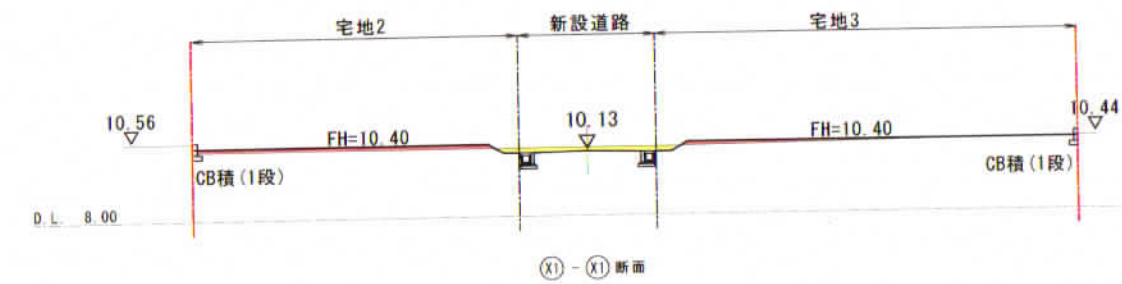 宅地2 新設道路 宅地3
10.56 FH=10.40 10.13 FH=10.40 10.44
CB積(1段) CB積(1段)
D.L. 8.00
X1 - X1 断面